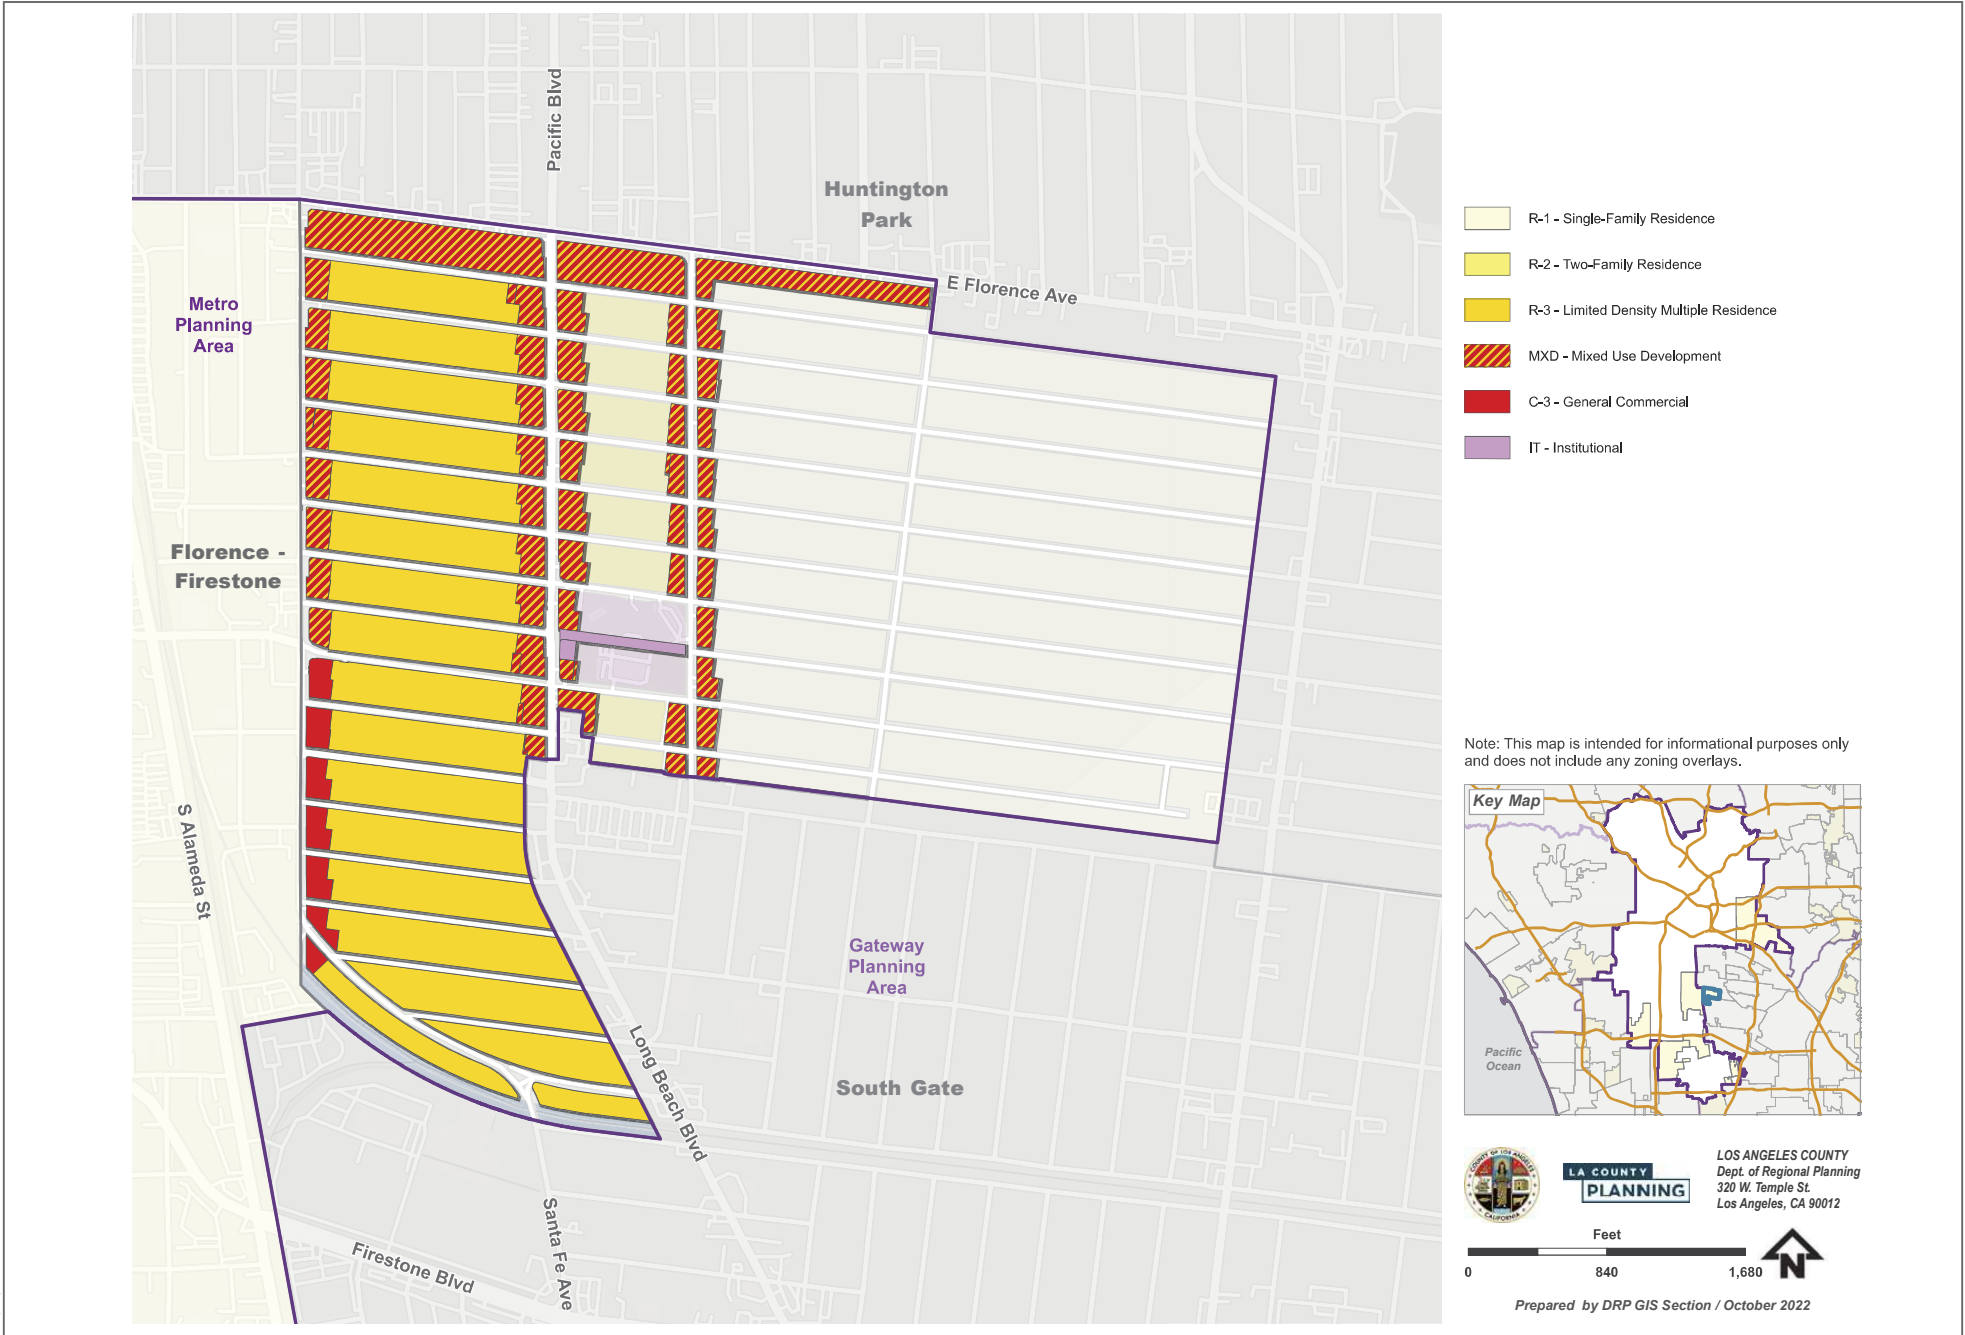 Pacific Blvd
Huntington
Park
E Florence Ave
Metro
Planning
Area
Florence -
Firestone
S Alameda St
Gateway
Planning
Area
South Gate
Long Beach Blvd
Santa Fe Ave
Firestone Blvd
R-1 - Single-Family Residence
R-2 - Two-Family Residence
R-3 - Limited Density Multiple Residence
MXD - Mixed Use Development
C-3 - General Commercial
IT - Institutional
Note: This map is intended for informational purposes only
and does not include any zoning overlays.
Key Map
Pacific
Ocean
COUNTY OF LOS ANGELES
CALIFORNIA
LA COUNTY
PLANNING
LOS ANGELES COUNTY
Dept. of Regional Planning
320 W. Temple St.
Los Angeles, CA 90012
Feet
0 840 1,680
N
Prepared by DRP GIS Section / October 2022